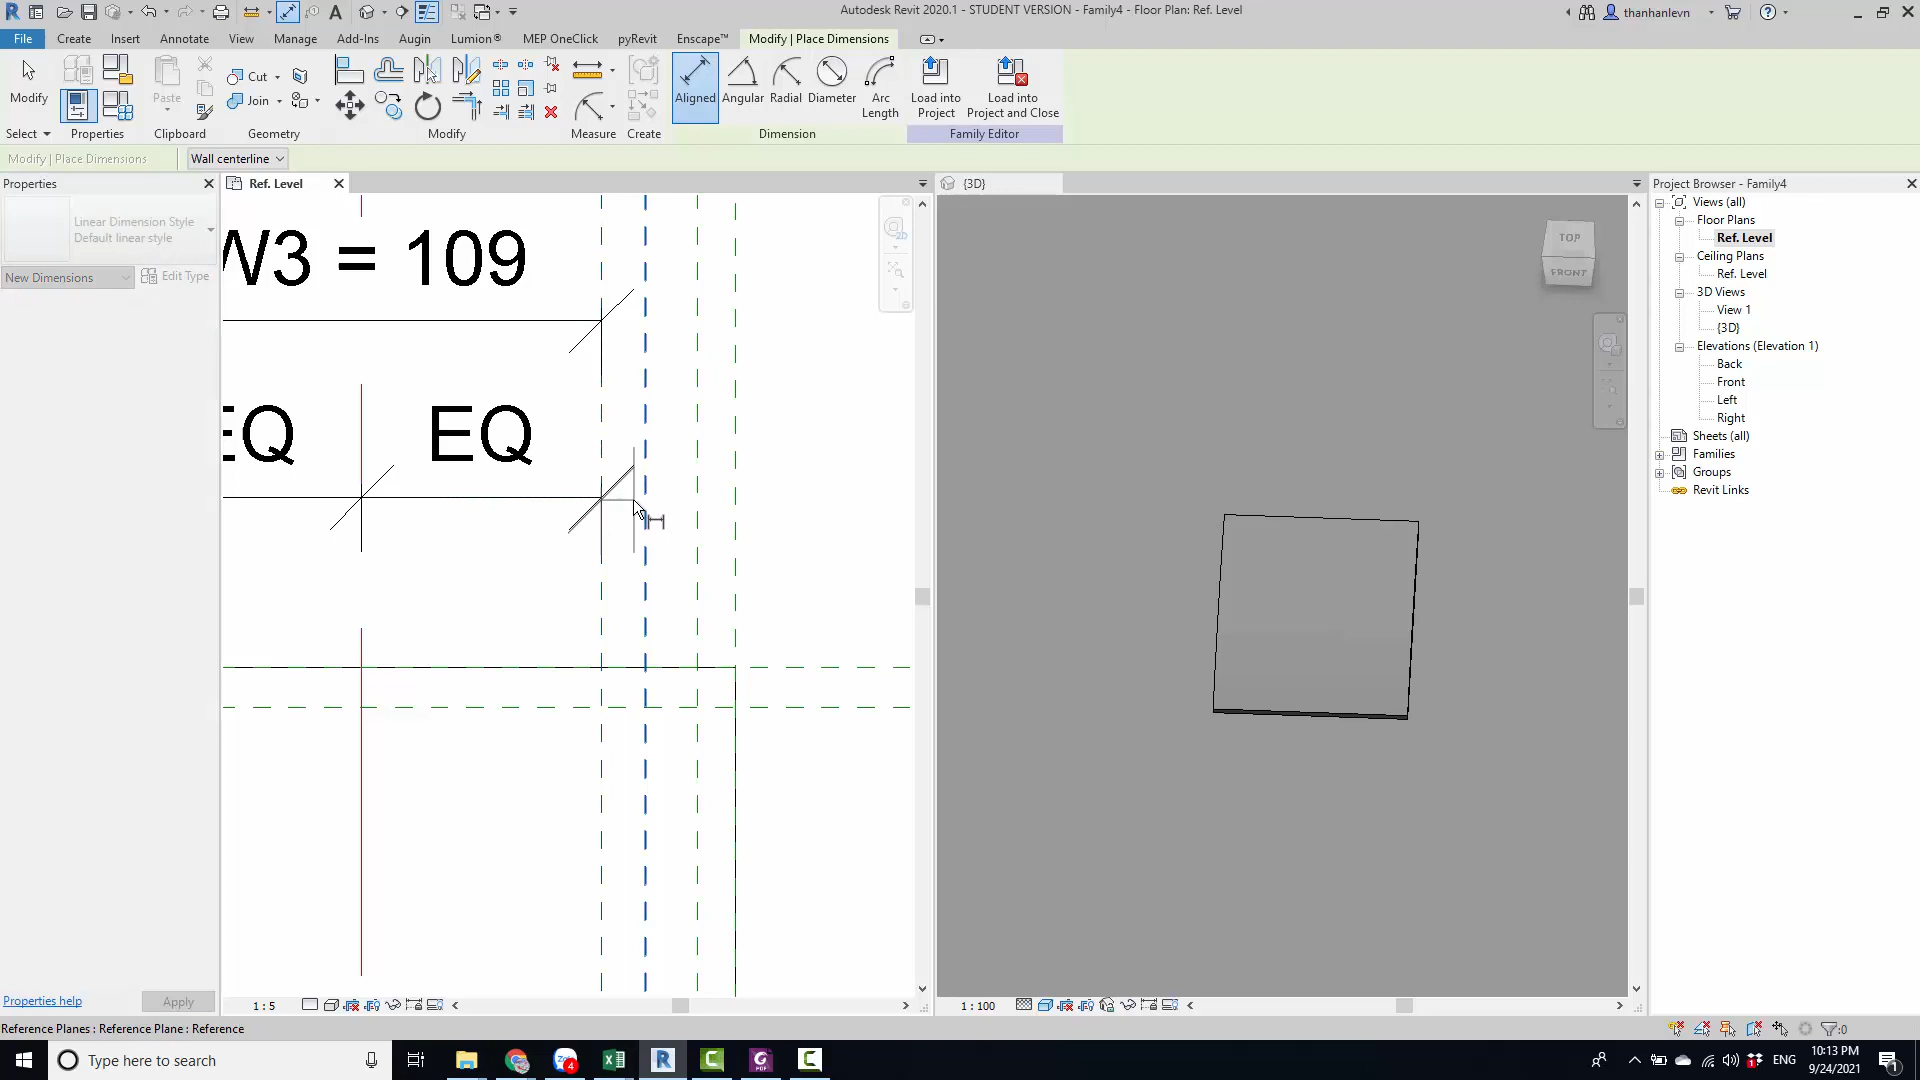 Autodesk Revit 2020.1 - STUDENT VERSION - Family4 - Floor Plan: Ref. Level
thanhanlevn
File
Create
Insert
Annotate
View
Manage
Add-Ins
Augin
Lumion®
MEP OneClick
pyRevit
Enscape™
Modify | Place Dimensions
Modify
Paste
Cut
Join
Aligned
Angular
Radial
Diameter
Arc
Length
Load into
Project
Load into
Project and Close
Select
Properties
Clipboard
Geometry
Modify
Measure
Create
Dimension
Family Editor
Modify | Place Dimensions
Wall centerline
Properties
Linear Dimension Style
Default linear style
New Dimensions
Edit Type
Ref. Level
{3D}
W3 = 109
EQ
EQ
TOP
FRONT
Project Browser - Family4
Views (all)
Floor Plans
Ref. Level
Ceiling Plans
Ref. Level
3D Views
View 1
{3D}
Elevations (Elevation 1)
Back
Front
Left
Right
Sheets (all)
Families
Groups
Revit Links
Properties help
Apply
1 : 5
1 : 100
Reference Planes : Reference Plane : Reference
:0
Type here to search
4
ENG
10:13 PM
9/24/2021
1